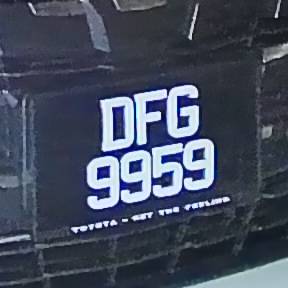 DFG
9959
TOYOTA - GET THE FEELING